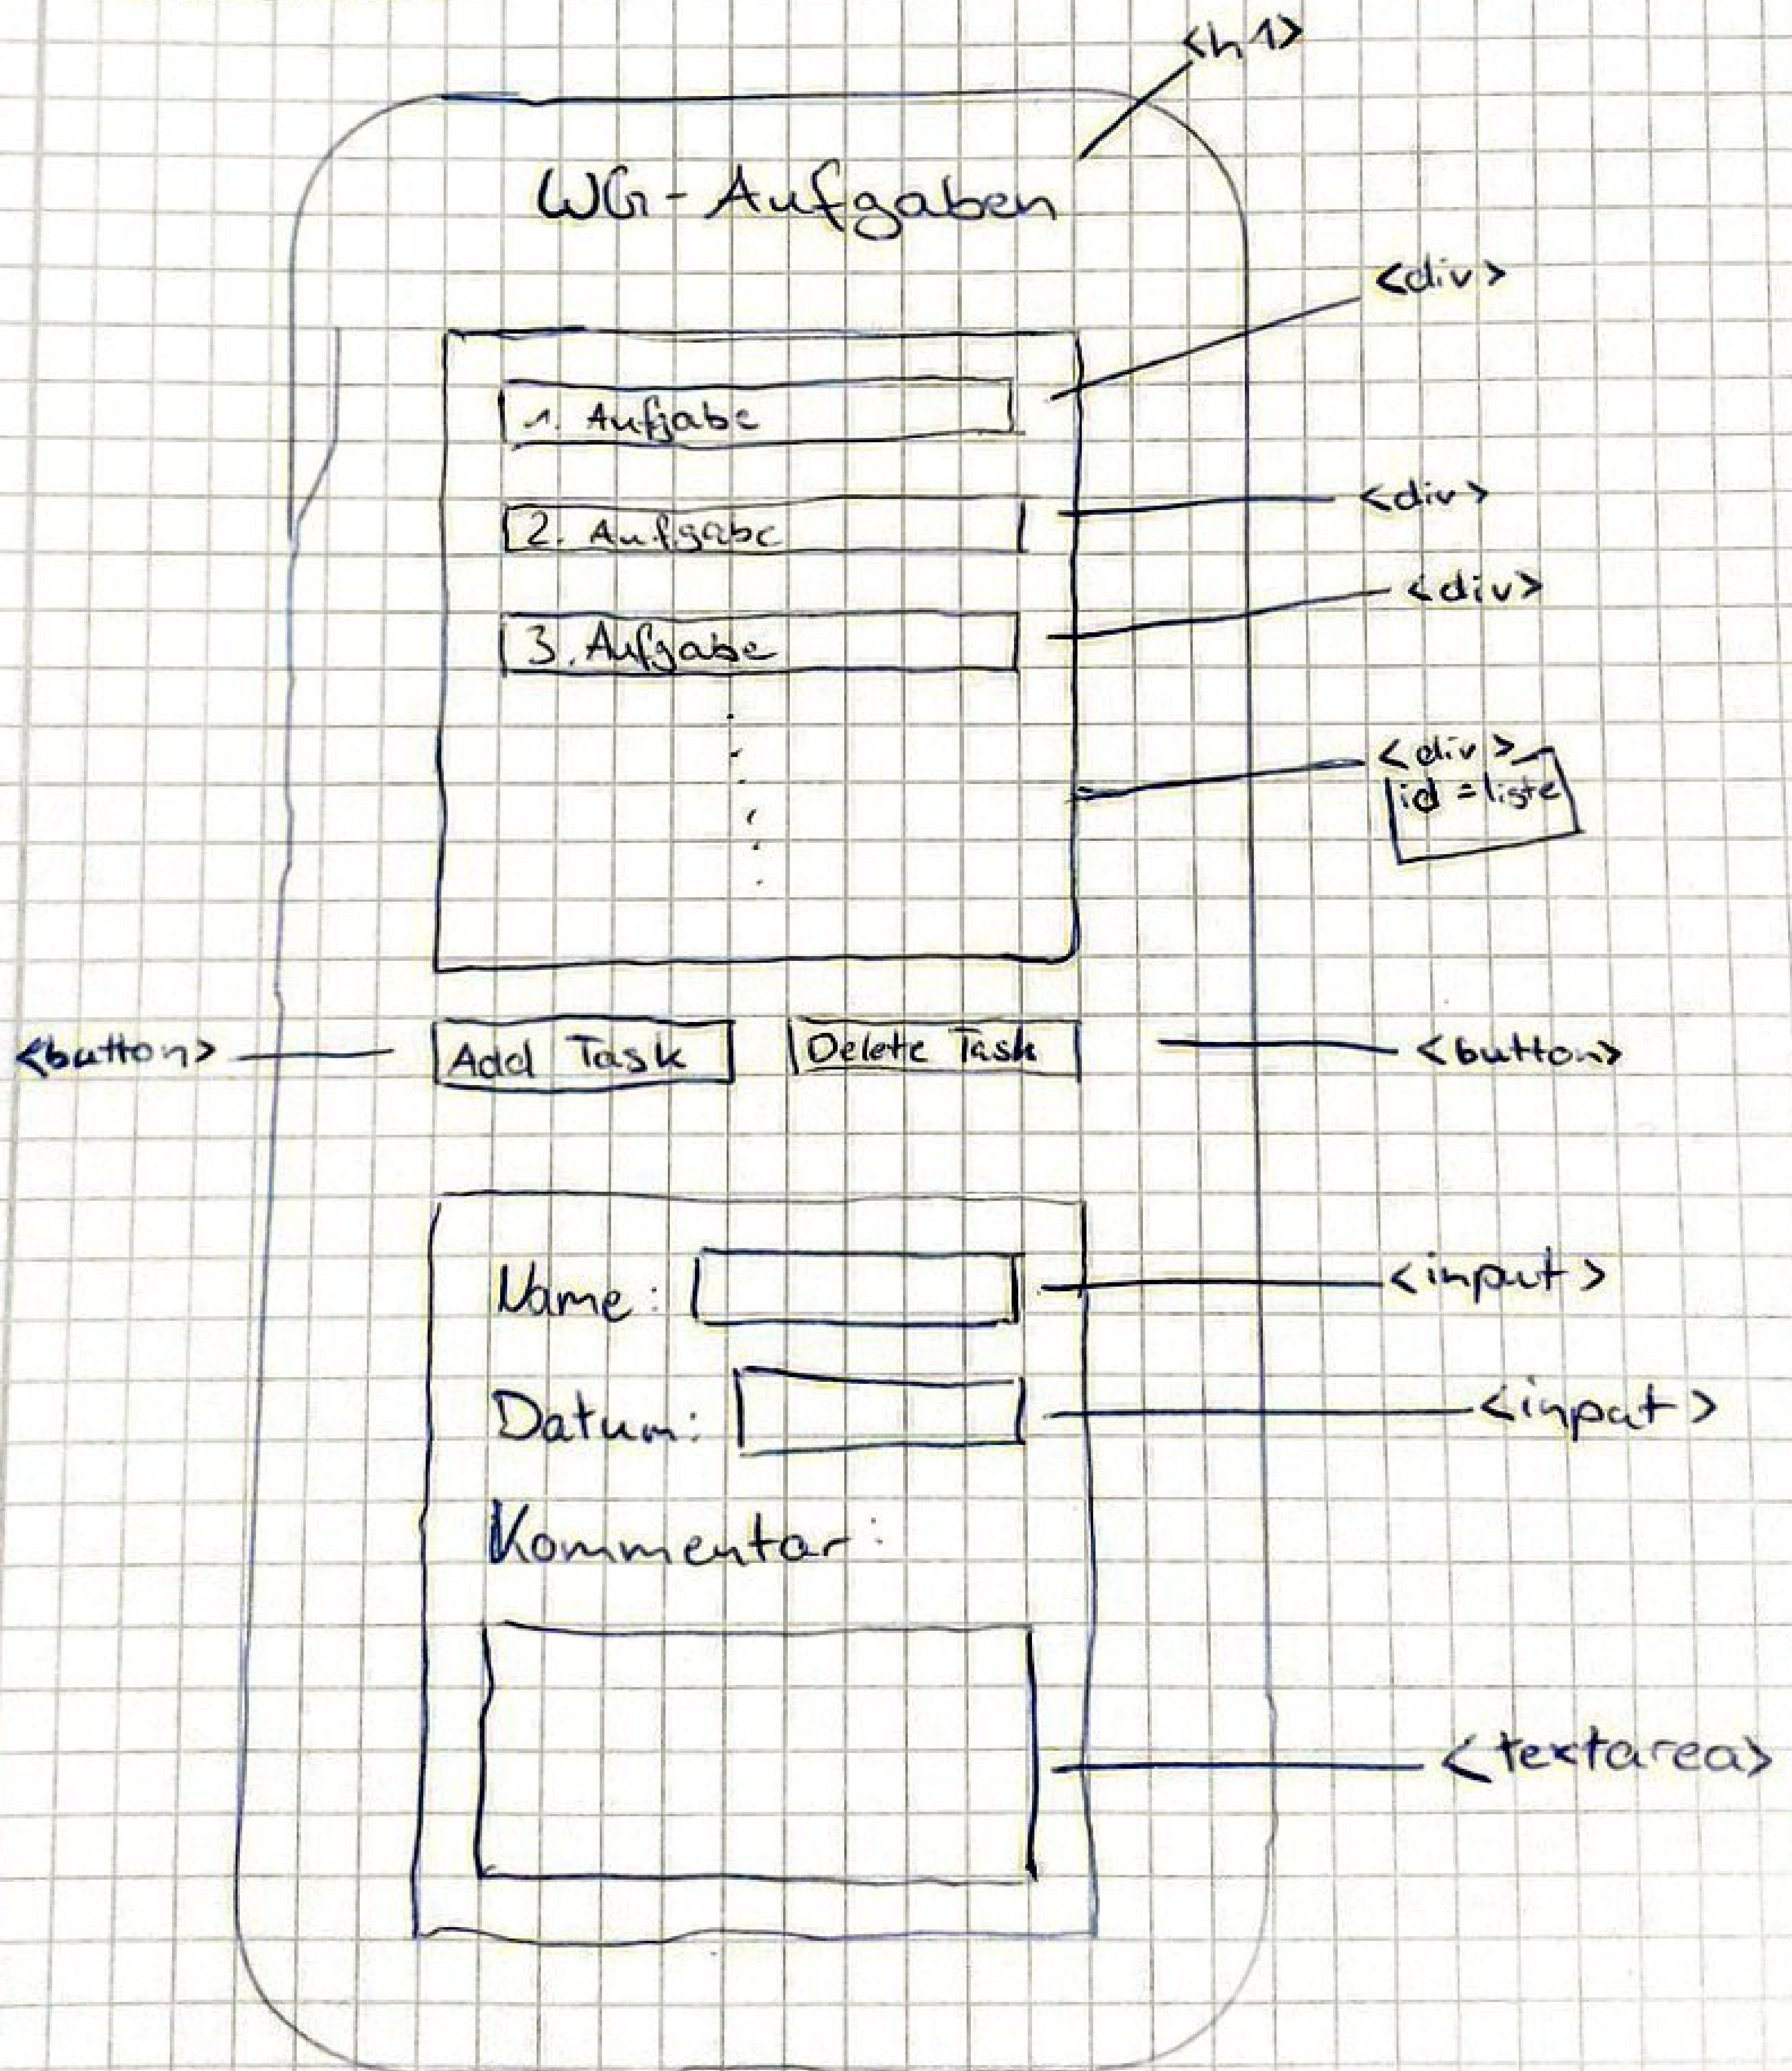 <h1>
WG-Aufgaben
<div>
1. Aufgabe
<div>
2. Aufgabe
<div>
3. Aufgabe
<div>
id = liste
<button> Add Task Delete Task <button>
Name: <input>
Datum: <input>
Kommentar:
<textarea>